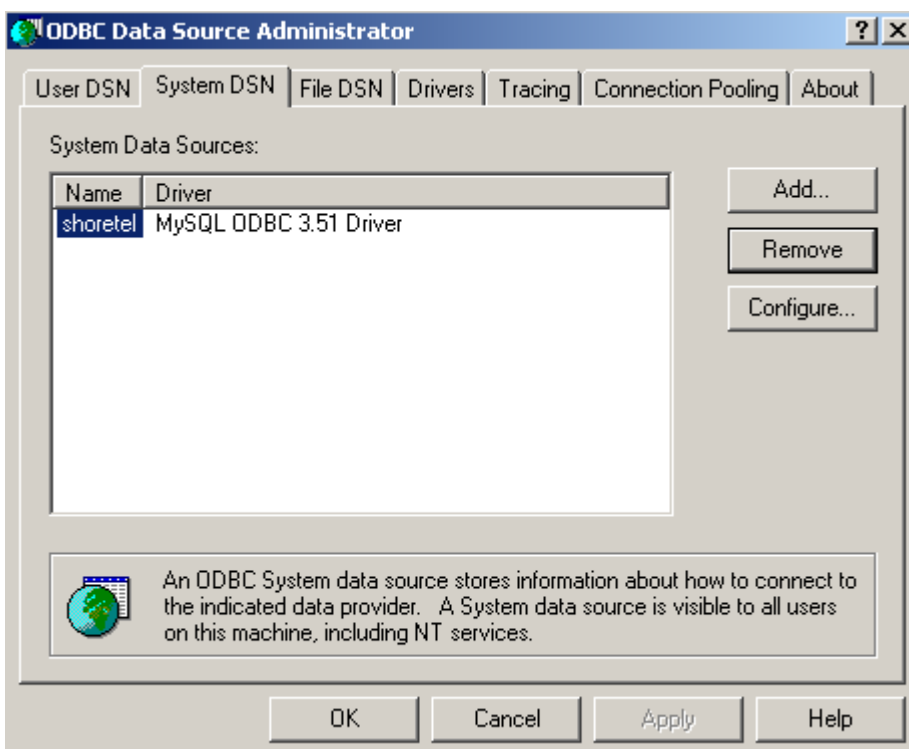 ODBC Data Source Administrator
? X
User DSN System DSN File DSN Drivers Tracing Connection Pooling About
System Data Sources:
Name Driver
shoretel MySQL ODBC 3.51 Driver
Add...
Remove
Configure...
An ODBC System data source stores information about how to connect to
the indicated data provider. A System data source is visible to all users
on this machine, including NT services.
OK Cancel Apply Help